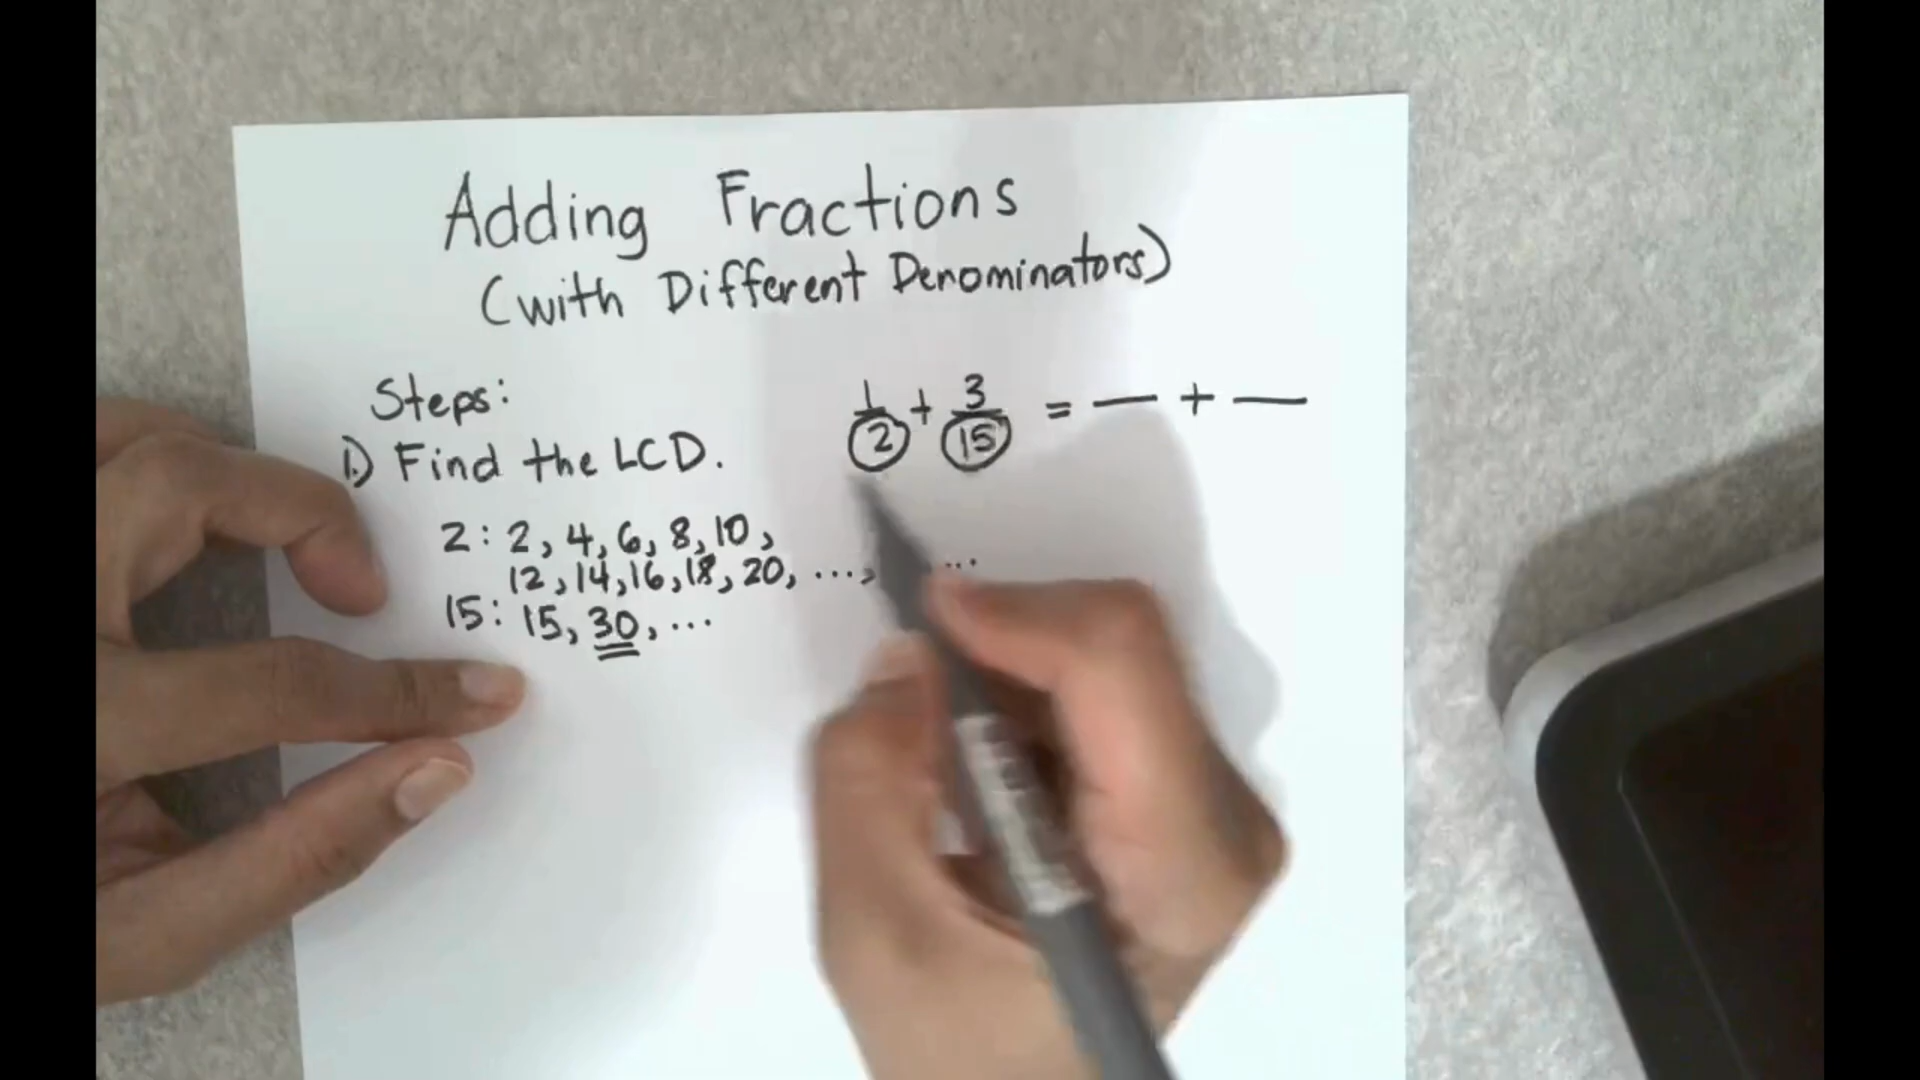 Adding Fractions
(with Different Denominators)
Steps:
1/2 + 3/15 = — + —
1.) Find the LCD.
2: 2, 4, 6, 8, 10,
12, 14, 16, 18, 20, ...,  ...
15: 15, 30, ...